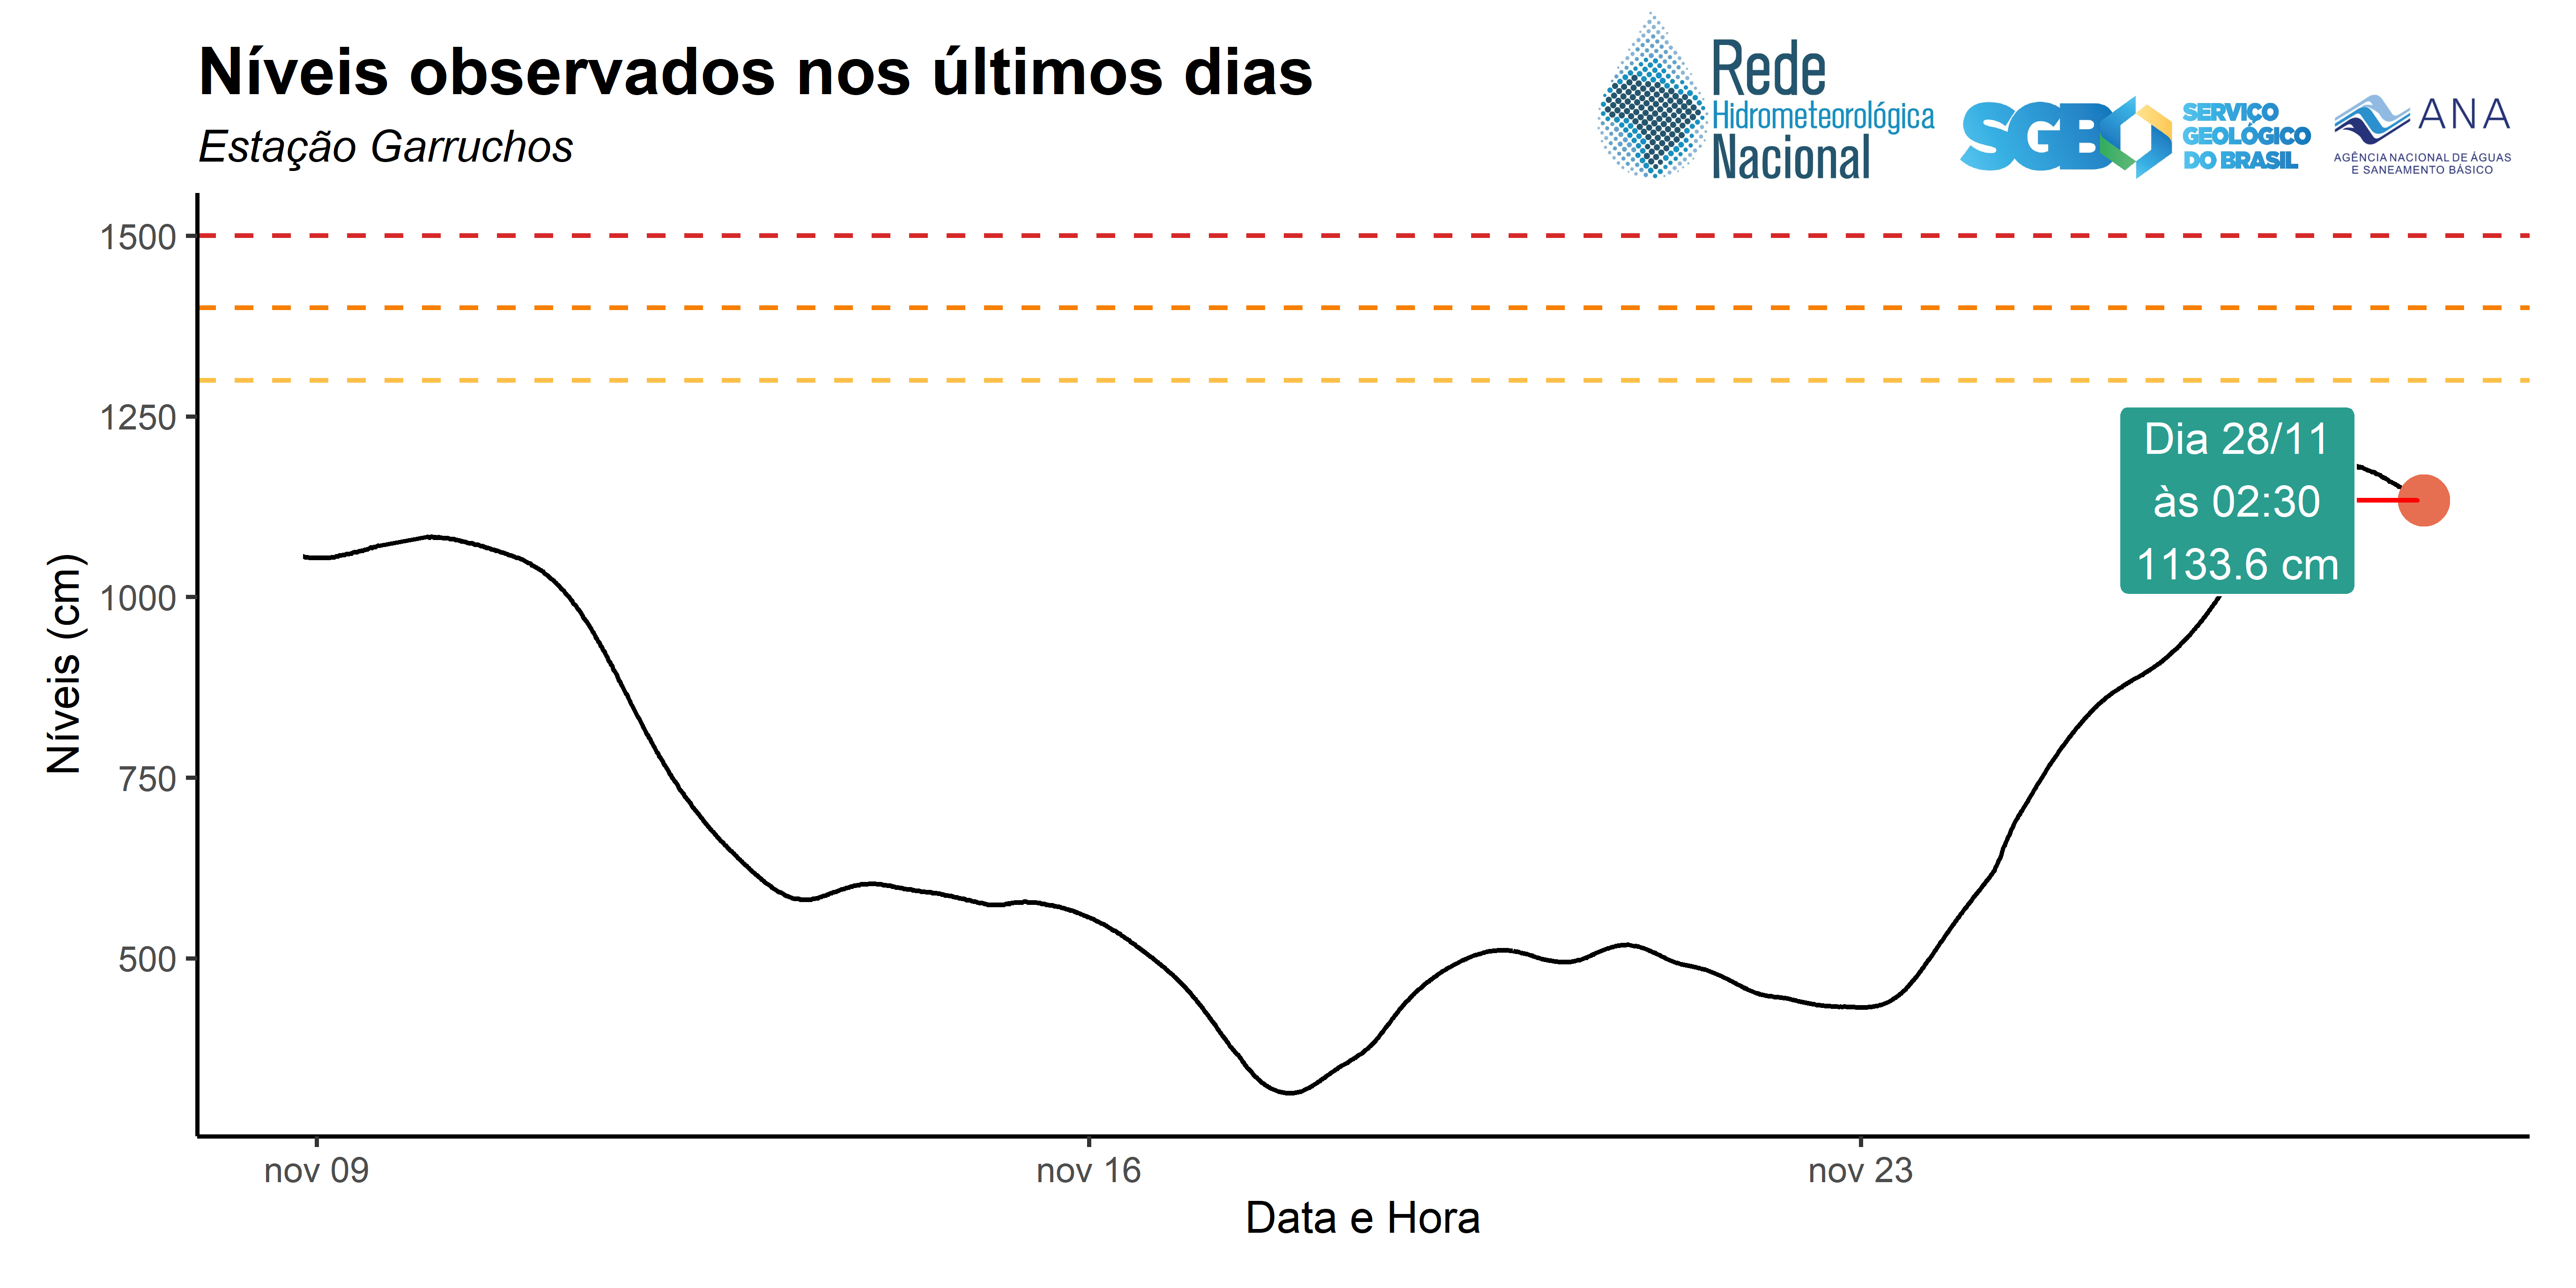 Níveis observados nos últimos dias
Estação Garruchos
Rede
Hidrometeorológica
Nacional
SGB
SERVIÇO
GEOLÓGICO
DO BRASIL
ANA
AGÊNCIA NACIONAL DE ÁGUAS
E SANEAMENTO BÁSICO
Níveis (cm)
1500
1250
1000
750
500
Dia 28/11
às 02:30
1133.6 cm
nov 09
nov 16
nov 23
Data e Hora